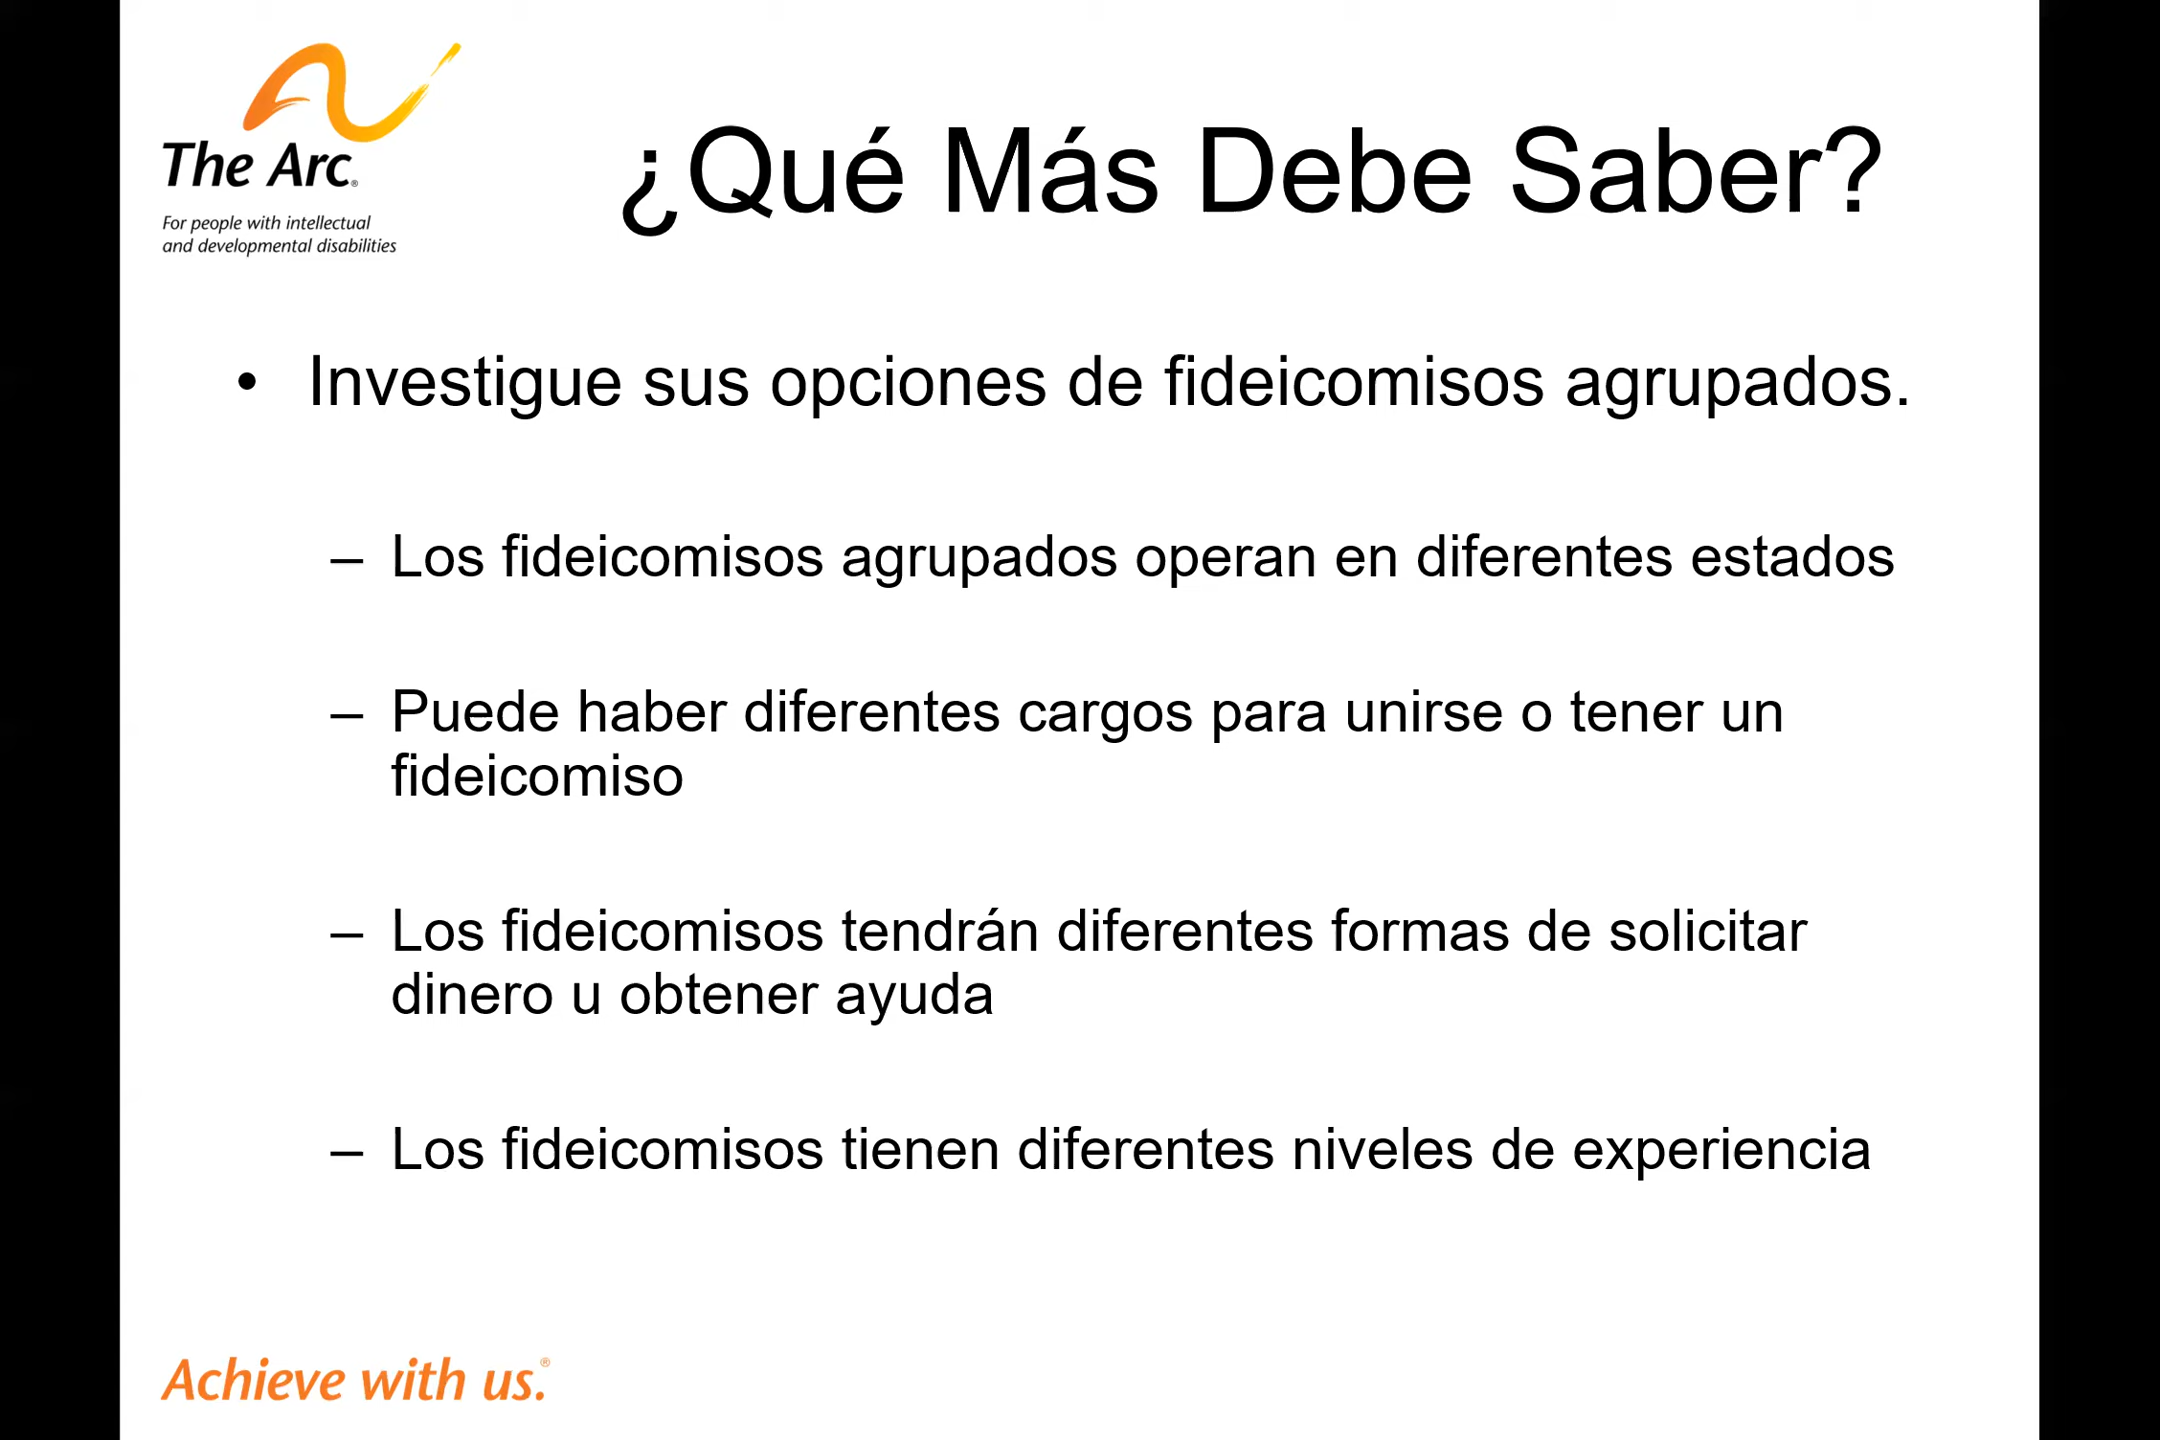 The Arc®
For people with intellectual
and developmental disabilities
¿Qué Más Debe Saber?
• Investigue sus opciones de fideicomisos agrupados.
– Los fideicomisos agrupados operan en diferentes estados
– Puede haber diferentes cargos para unirse o tener un
fideicomiso
– Los fideicomisos tendrán diferentes formas de solicitar
dinero u obtener ayuda
– Los fideicomisos tienen diferentes niveles de experiencia
Achieve with us.®